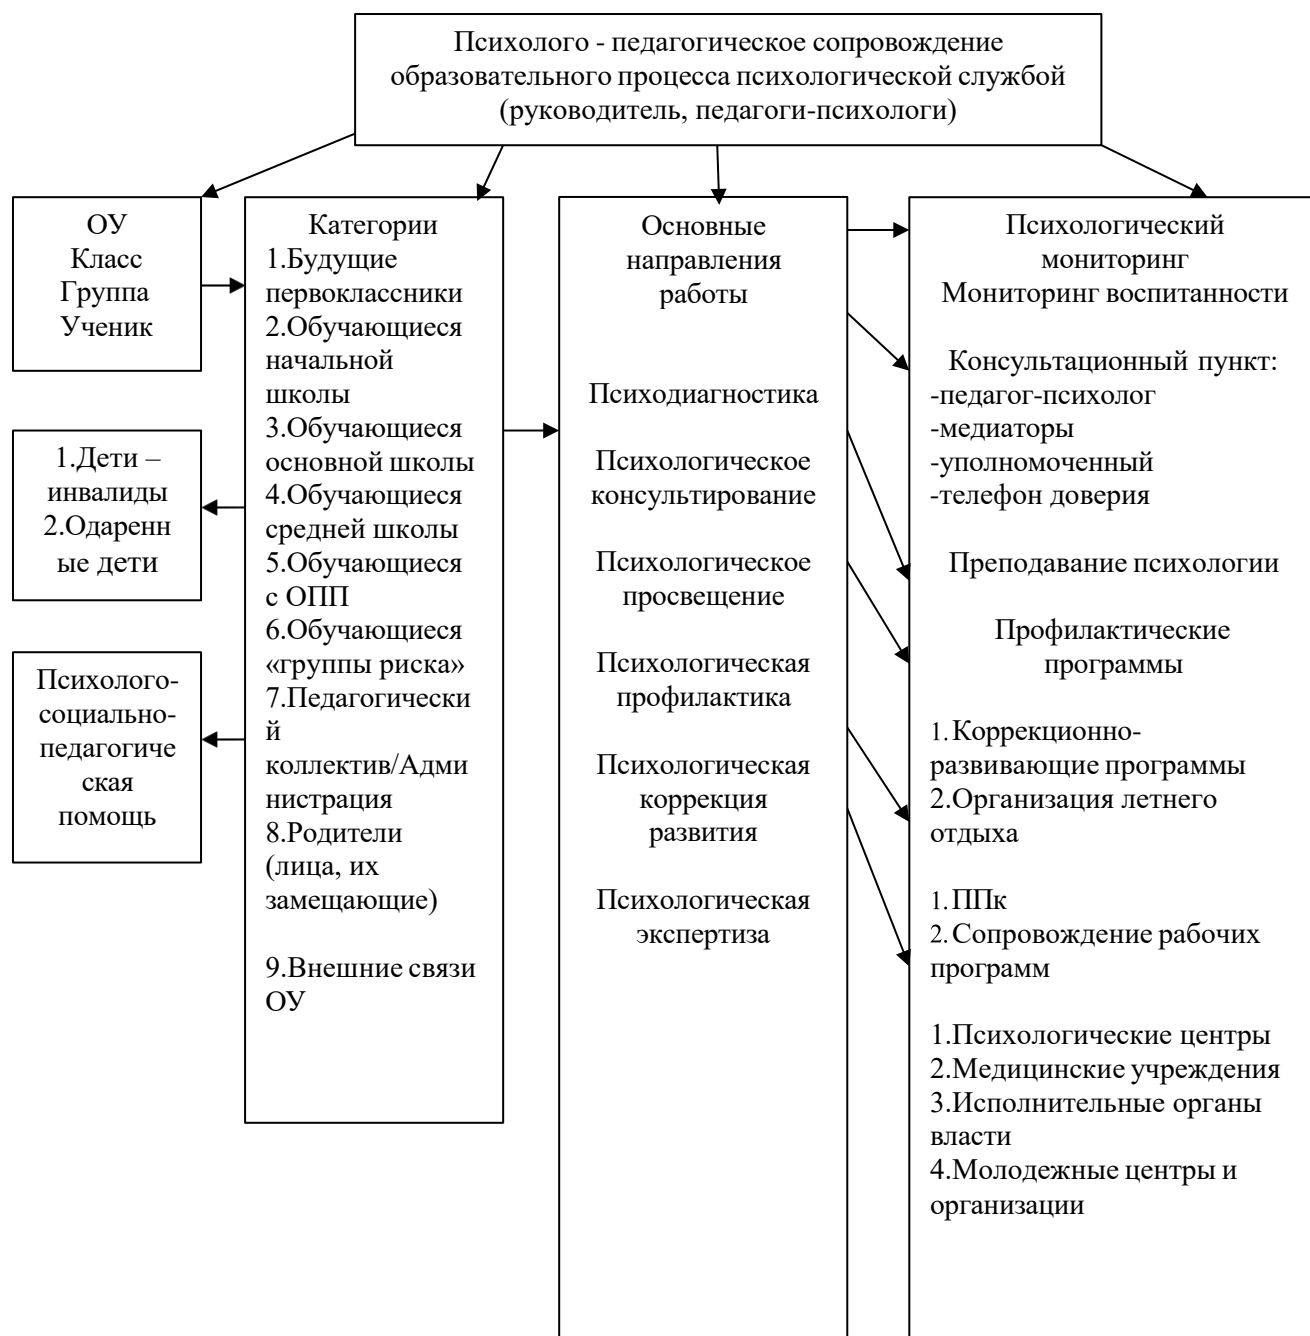 Психолого - педагогическое сопровождение
образовательного процесса психологической службой
(руководитель, педагоги-психологи)
ОУ
Класс
Группа
Ученик
1.Дети –
инвалиды
2.Одарен
ые дети
Психолого-
социально-
педагогиче
ская
помощь
Категории
1.Будущие
первоклассники
2.Обучающиеся
начальной
школы
3.Обучающиеся
основной школы
4.Обучающиеся
средней школы
5.Обучающиеся
с ОПП
6.Обучающиеся
«группы риска»
7.Педагогически
й
коллектив/Адми
нистрация
8.Родители
(лица, их
замещающие)
9.Внешние связи
ОУ
Основные
направления
работы
Психодиагностика
Психологическое
консультирование
Психологическое
просвещение
Психологическая
профилактика
Психологическая
коррекция
развития
Психологическая
экспертиза
Психологический
мониторинг
Мониторинг воспитанности
Консультационный пункт:
-педагог-психолог
-медиаторы
-уполномоченный
-телефон доверия
Преподавание психологии
Профилактические
программы
1. Коррекционно-
развивающие программы
2.Организация летнего
отдыха
1. ППк
2. Сопровождение рабочих
программ
1.Психологические центры
2.Медицинские учреждения
3.Исполнительные органы
власти
4.Молодежные центры и
организации